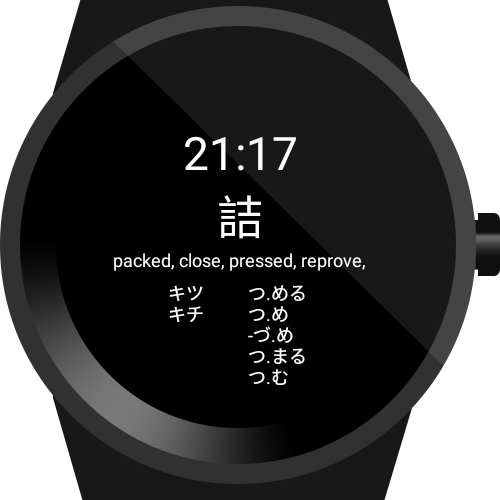 21:17
詰
packed, close, pressed, reprove,
キツ つ.める
キチ つ.め
-づ.め
つ.まる
つ.む